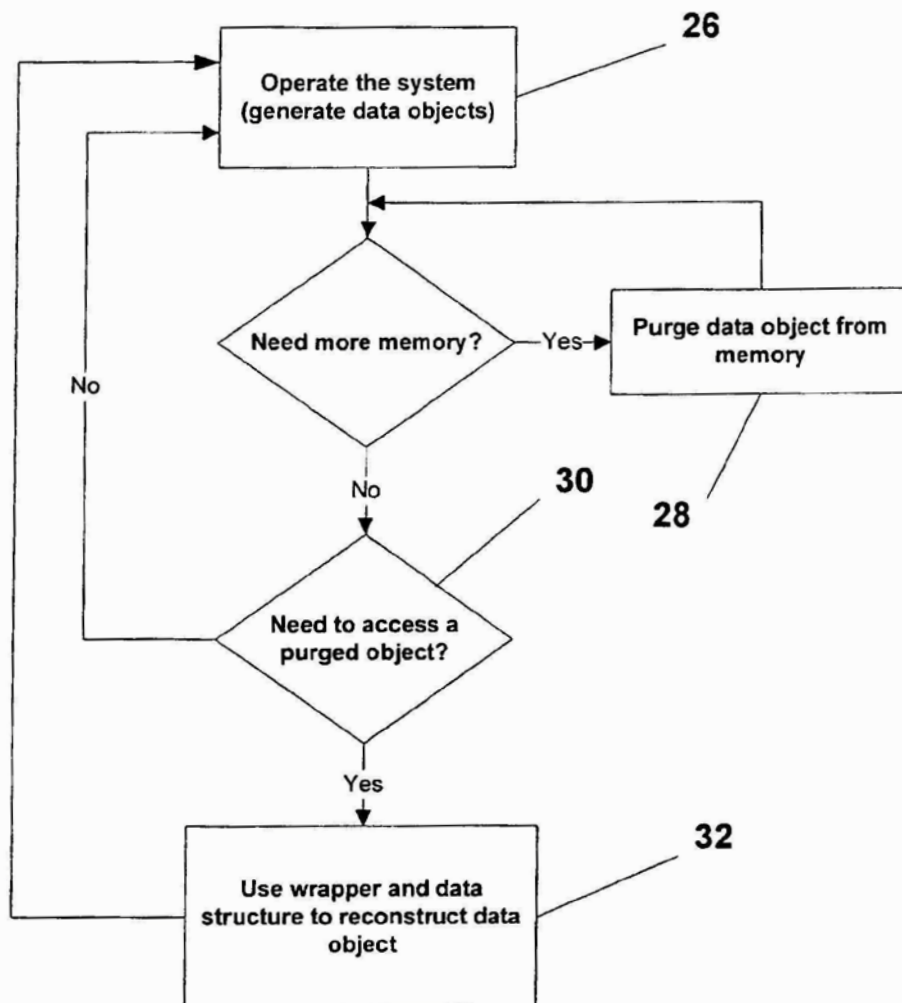 26
Operate the system
(generate data objects)
Need more memory?
Yes
Purge data object from
memory
No
No
30
28
Need to access a
purged object?
Yes
32
Use wrapper and data
structure to reconstruct data
object